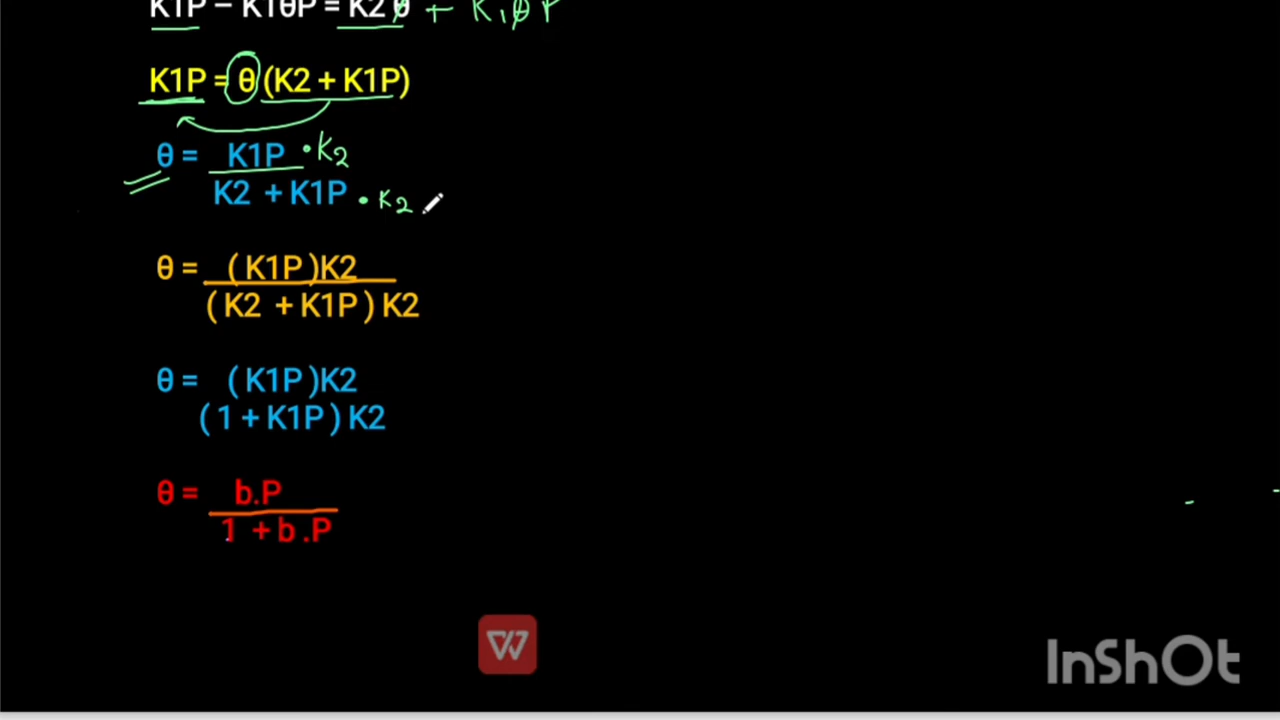 K1P – K1θP = K2 θ + K1θP
K1P = θ (K2 + K1P)
θ = K1P • K2
K2 + K1P • K2
θ = (K1P)K2
(K2 + K1P) K2
θ = (K1P)K2
(1 + K1P) K2
θ = b.P
1 + b .P
W
InShOt